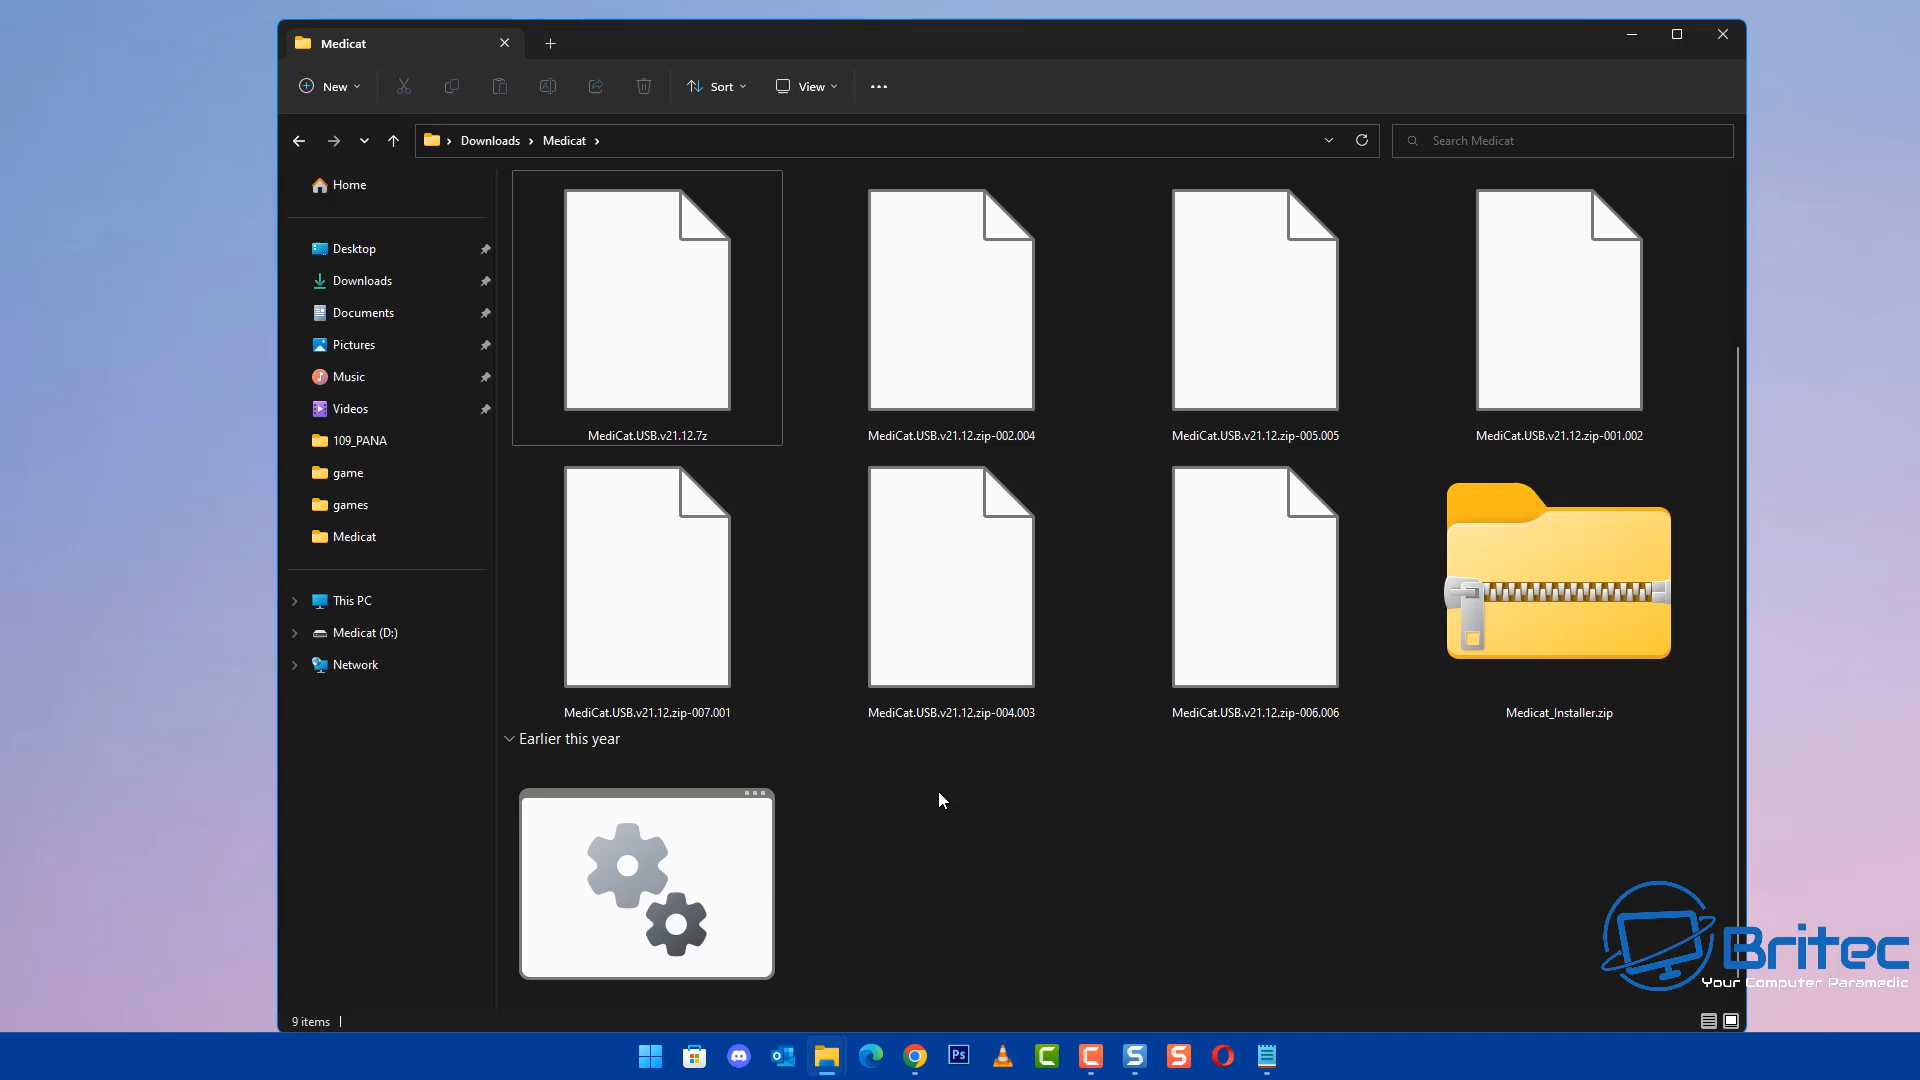 Medicat
New
Sort
View
Downloads
Medicat
Search Medicat
Home
Desktop
Downloads
Documents
Pictures
Music
Videos
109_PANA
game
games
Medicat
This PC
Medicat (D:)
Network
MediCat.USB.v21.12.7z
MediCat.USB.v21.12.zip-002.004
MediCat.USB.v21.12.zip-005.005
MediCat.USB.v21.12.zip-001.002
MediCat.USB.v21.12.zip-007.001
MediCat.USB.v21.12.zip-004.003
MediCat.USB.v21.12.zip-006.006
Medicat_Installer.zip
Earlier this year
9 items
Britec
Your Computer Paramedic
Ps